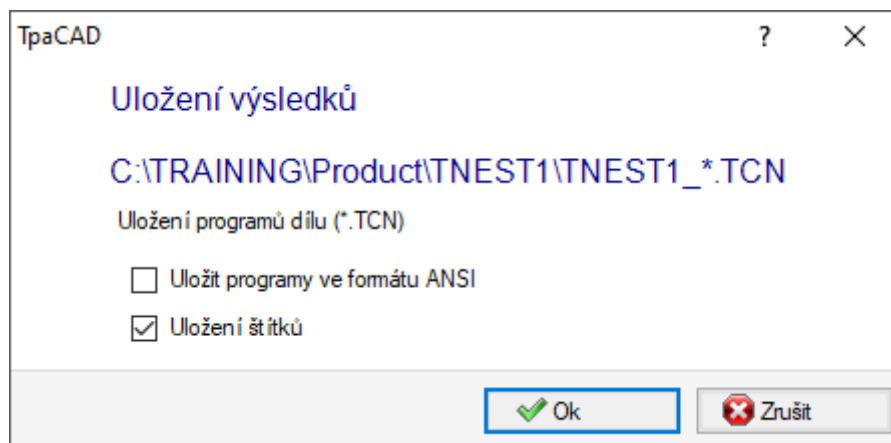 TpaCAD
?
Uložení výsledků
C:\TRAINING\Product\TNEST1\TNEST1_*.TCN
Uložení programů dílu (*.TCN)
Uložit programy ve formátu ANSI
Uložení štítků
Ok
Zrušit